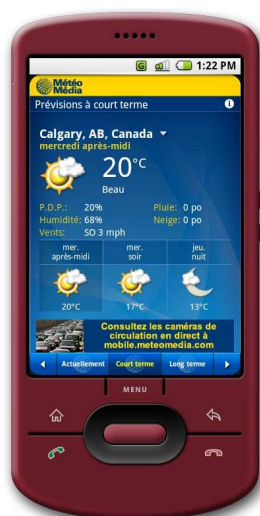 1:22 PM
Météo
Média
Prévisions à court terme
Calgary, AB, Canada
mercredi après-midi
20°C
Beau
P.D.P.: 20% Pluie: 0 po
Humidité: 68% Neige: 0 po
Vents: SO 3 mph
mer. après-midi mer. soir jeu. nuit
20°C 17°C 13°C
Consultez les caméras de
circulation en direct à
mobile.meteomedia.com
Actuellement Court terme Long terme
MENU